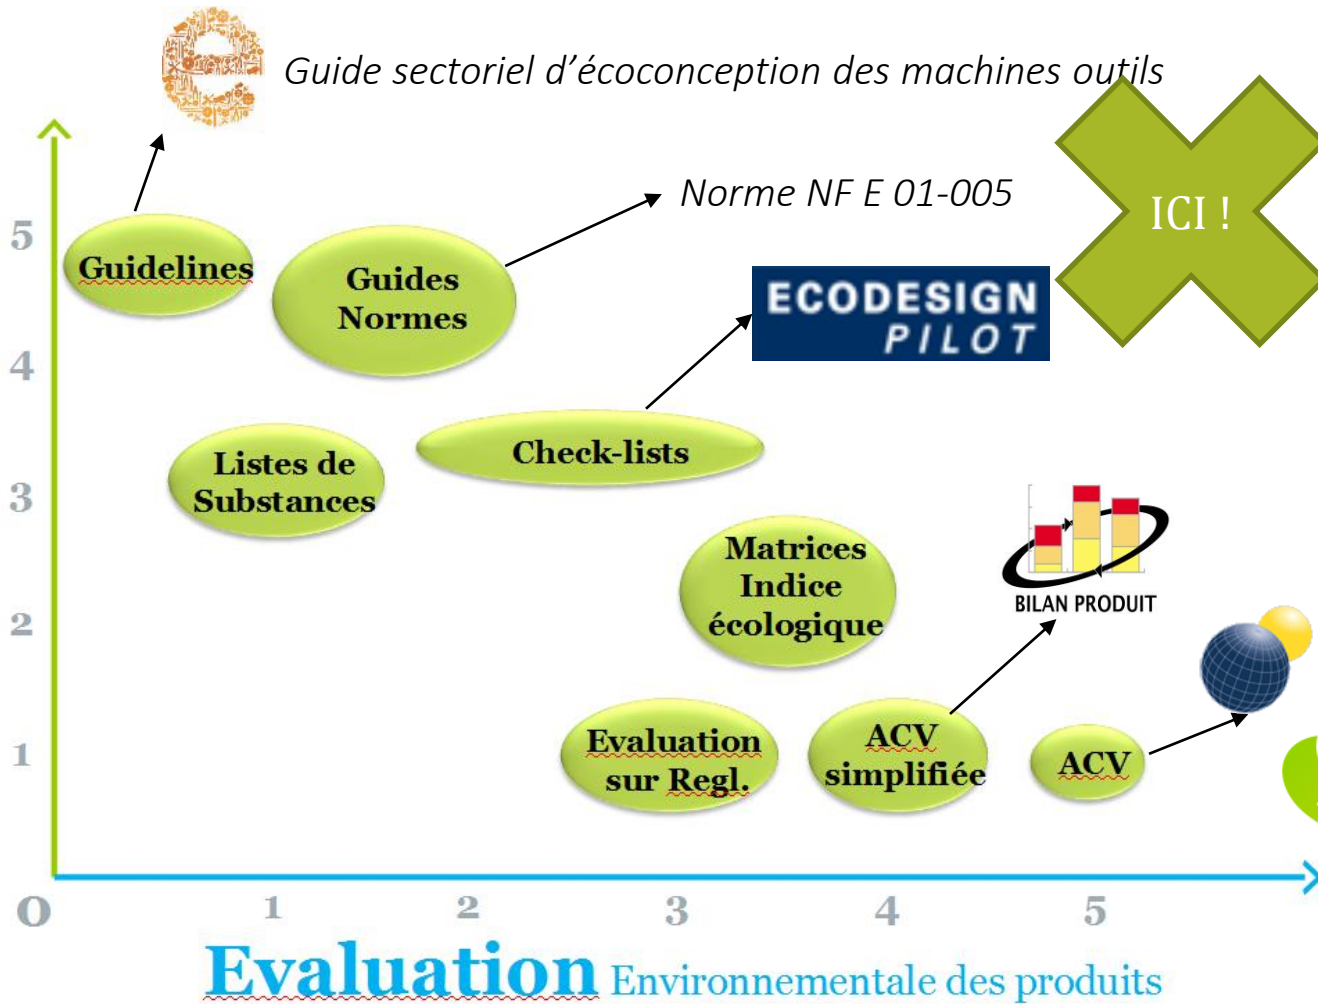 e
Guide sectoriel d’écoconception des machines outils
Norme NF E 01-005
ICI !
5
Guidelines
Guides
Normes
ECODESIGN
PILOT
4
Listes de
Substances
Check-lists
3
Matrices
Indice
écologique
BILAN PRODUIT
2
1
Evaluation
sur Regl.
ACV
simplifiée
ACV
0
1
2
3
4
5
Evaluation Environnementale des produits